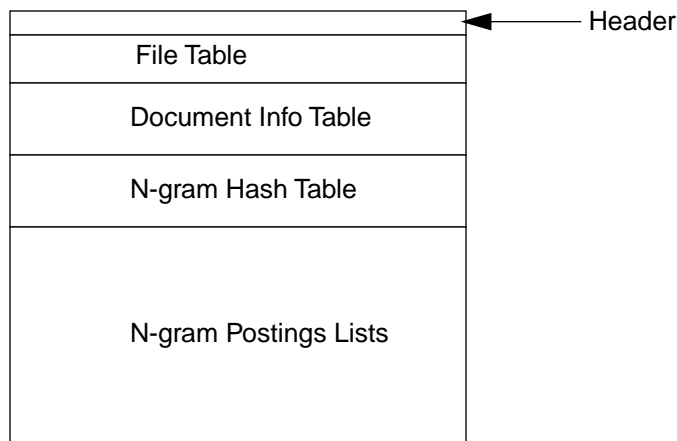 Header
File Table
Document Info Table
N-gram Hash Table
N-gram Postings Lists